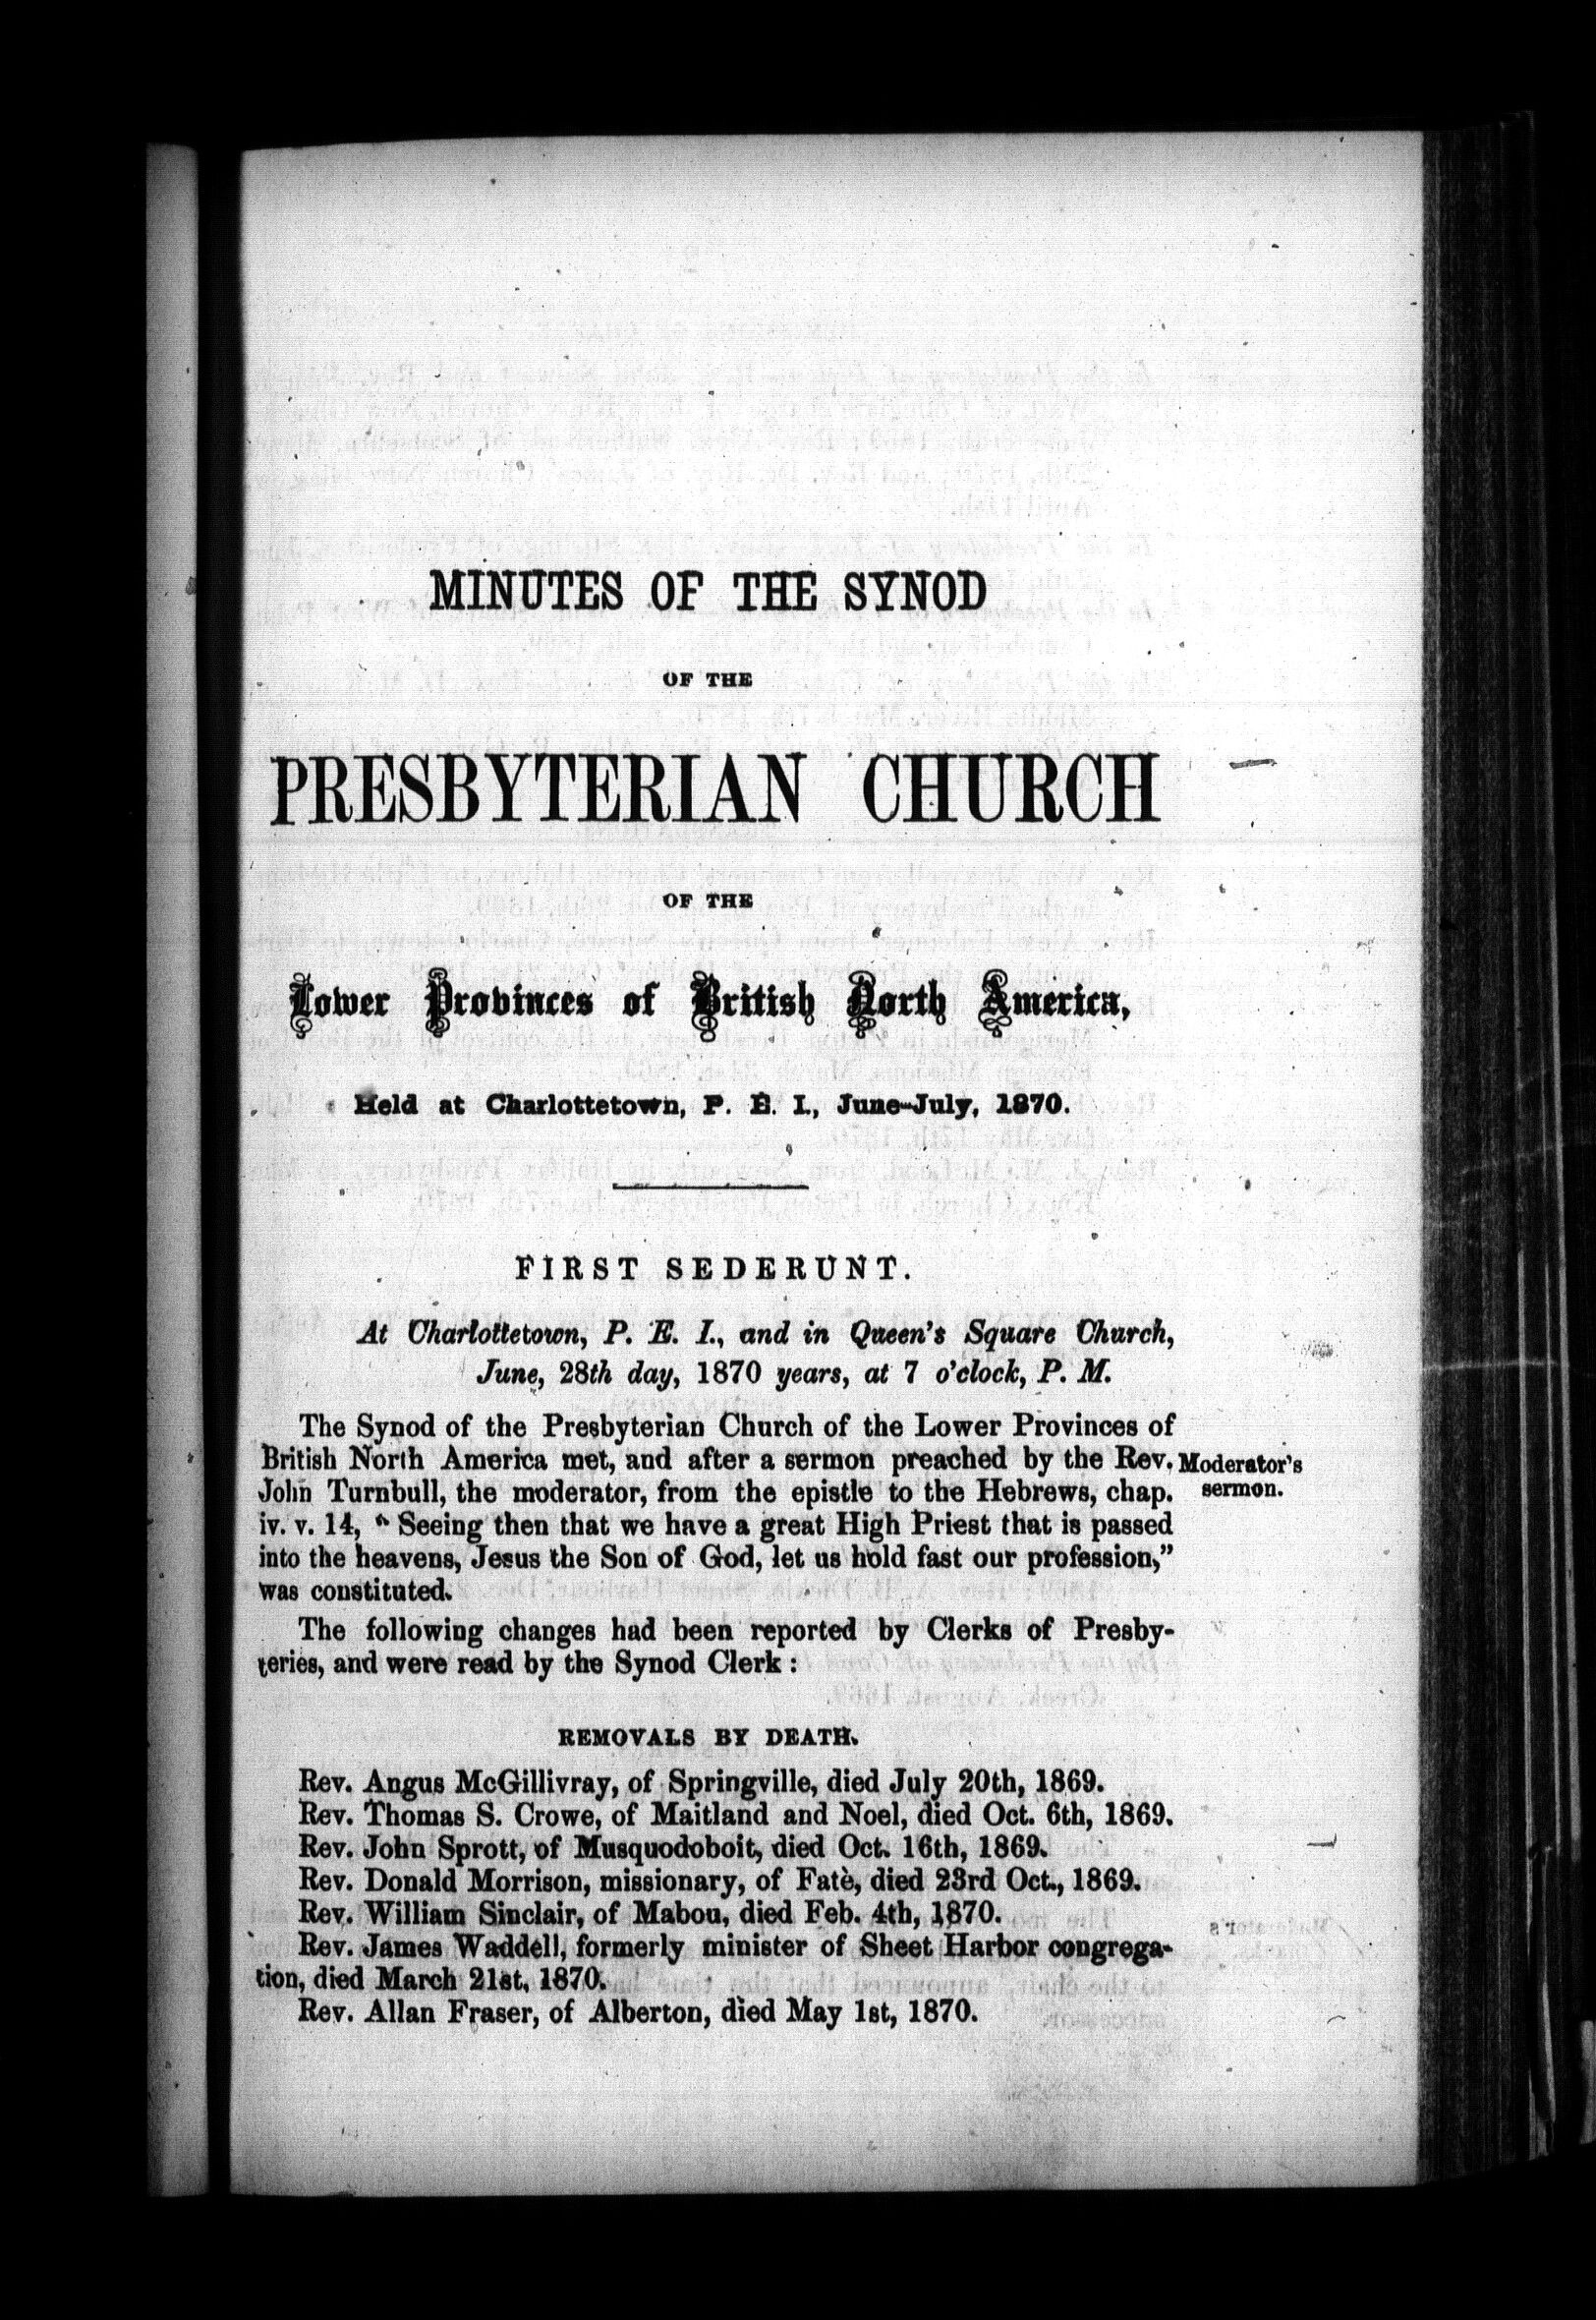 MINUTES OF THE SYNOD
OF THE
PRESBYTERIAN CHURCH
OF THE
Lower Provinces of British North America,
Held at Charlottetown, P. E. I., June-July, 1870.
FIRST SEDERUNT.
At Charlottetown, P. E. I., and in Queen's Square Church,
June, 28th day, 1870 years, at 7 o'clock, P. M.
The Synod of the Presbyterian Church of the Lower Provinces of
British North America met, and after a sermon preached by the Rev.
Moderator's
John Turnbull, the moderator, from the epistle to the Hebrews, chap.
sermon.
iv. v. 14, “ Seeing then that we have a great High Priest that is passed
into the heavens, Jesus the Son of God, let us hold fast our profession,”
was constituted.
The following changes had been reported by Clerks of Presby-
teries, and were read by the Synod Clerk :
REMOVALS BY DEATH.
Rev. Angus McGillivray, of Springville, died July 20th, 1869.
Rev. Thomas S. Crowe, of Maitland and Noel, died Oct. 6th, 1869.
Rev. John Sprott, of Musquodoboit, died Oct. 16th, 1869.
Rev. Donald Morrison, missionary, of Fatè, died 23rd Oct., 1869.
Rev. William Sinclair, of Mabou, died Feb. 4th, 1870.
Rev. James Waddell, formerly minister of Sheet Harbor congrega-
tion, died March 21st, 1870.
Rev. Allan Fraser, of Alberton, died May 1st, 1870.